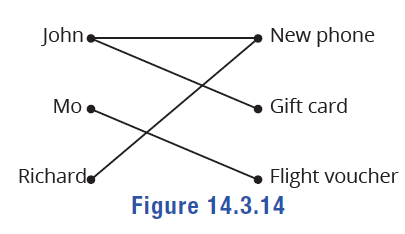 John New phone
Mo Gift card
Richard Flight voucher
Figure 14.3.14